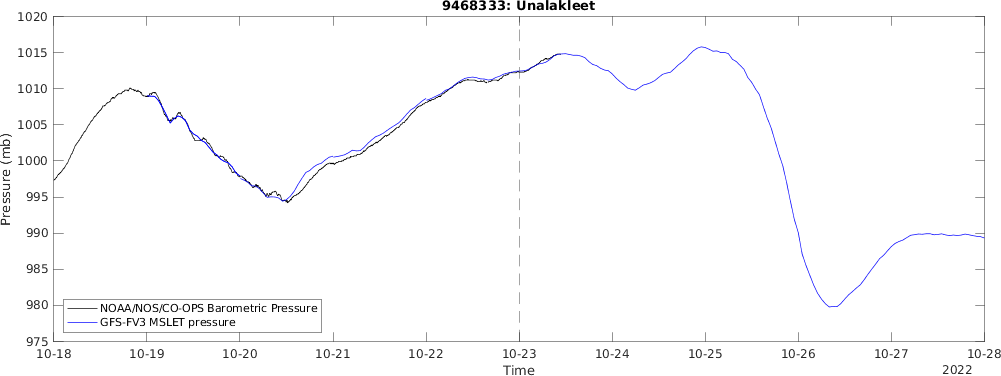 9468333: Unalakleet
1020
1015
1010
1005
1000
995
990
985
980
975
Pressure (mb)
NOAA/NOS/CO-OPS Barometric Pressure
GFS-FV3 MSLET pressure
10-18 10-19 10-20 10-21 10-22 10-23 10-24 10-25 10-26 10-27 10-28
Time
2022